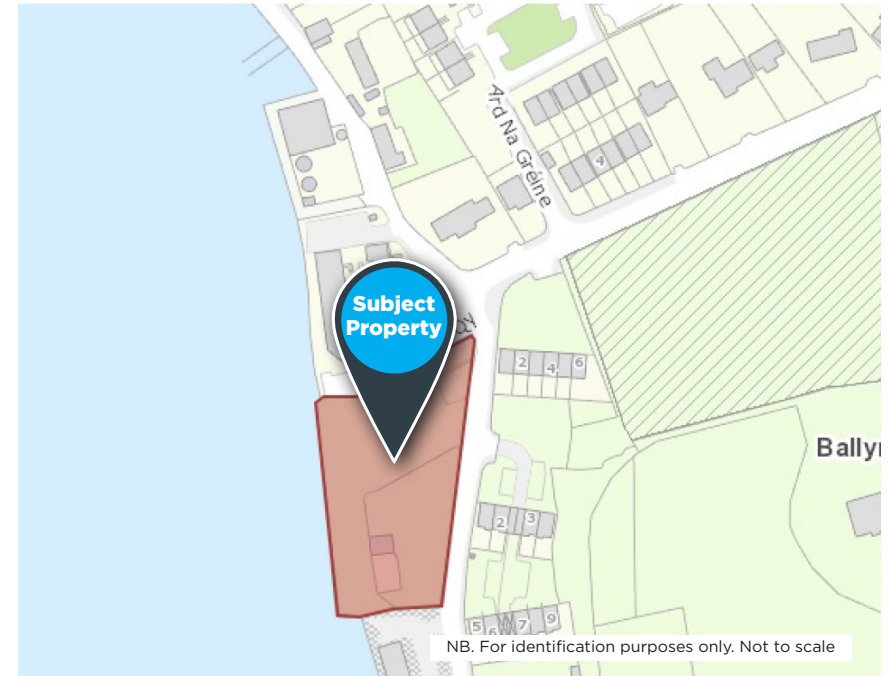 Ard Na Gréine
4
Subject
Property
2
4
6
Bally
2
3
5
6
7
9
NB. For identification purposes only. Not to scale